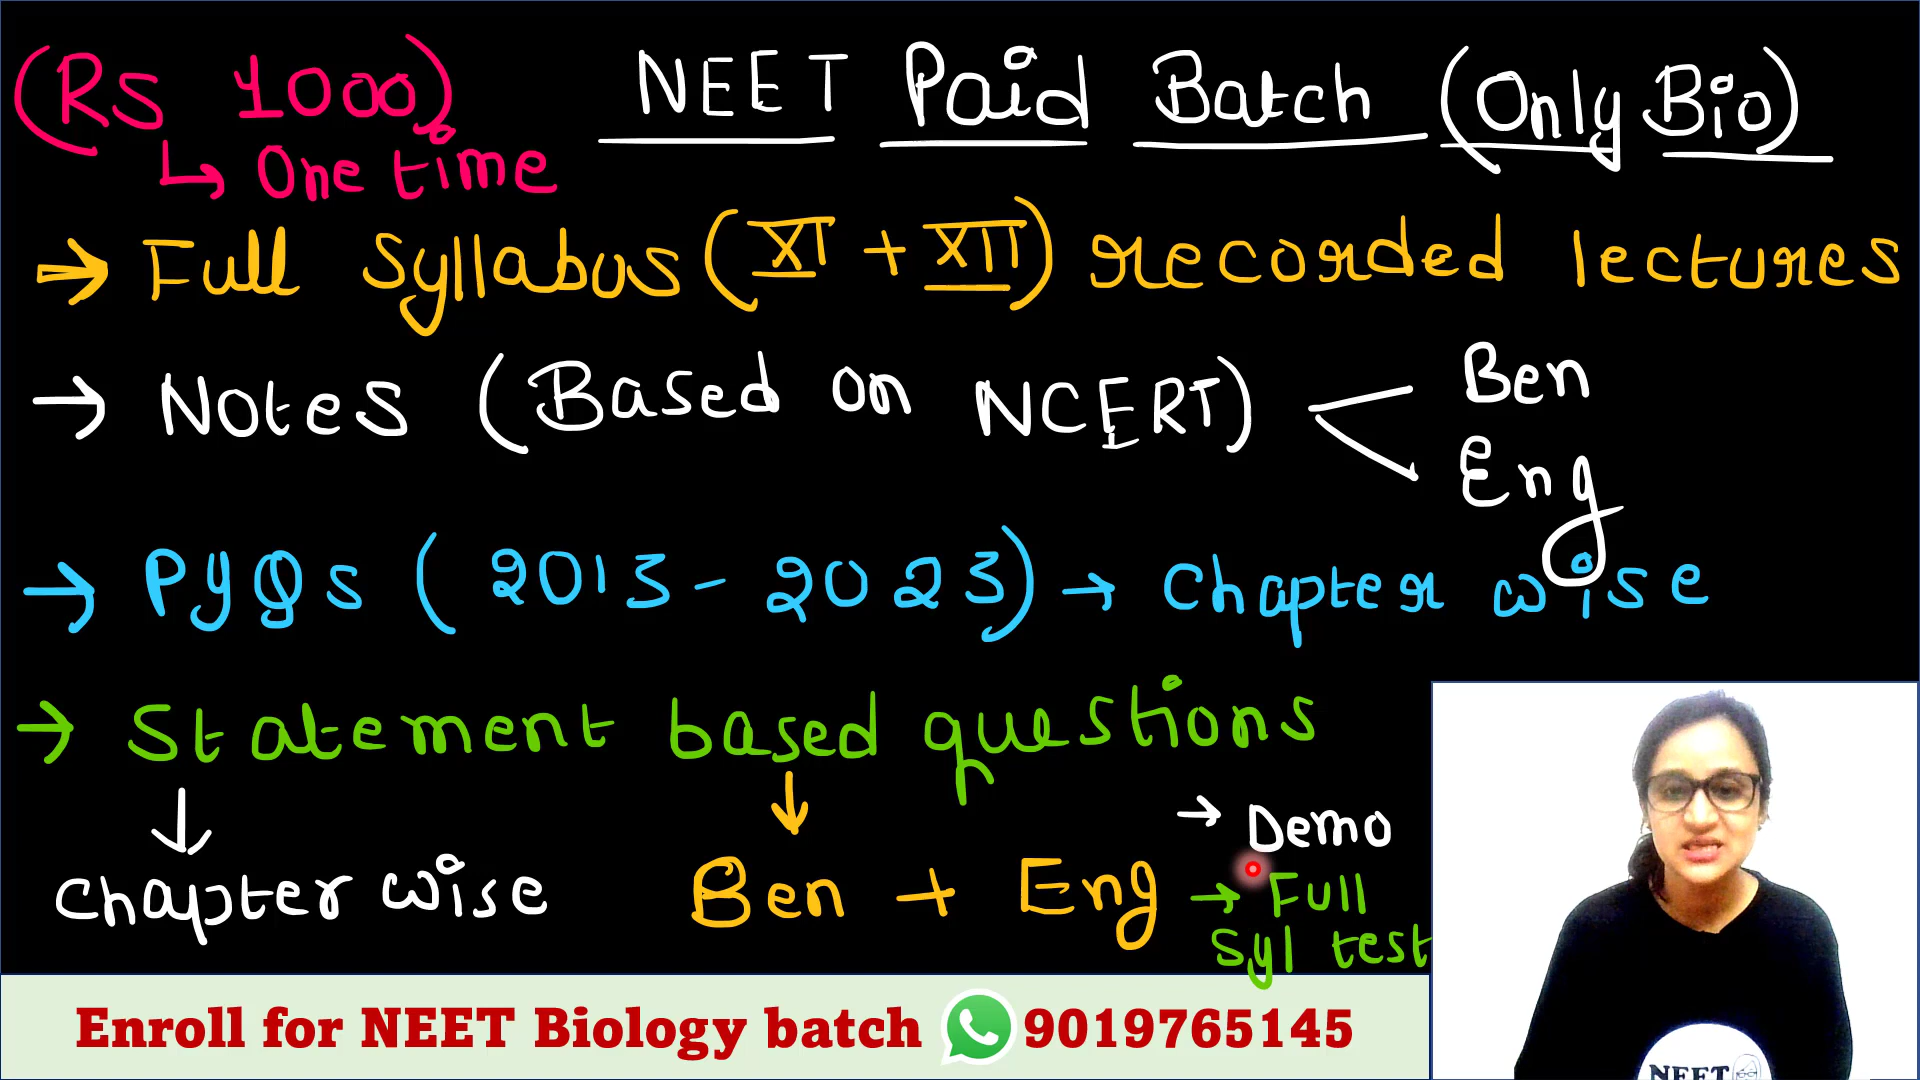 (Rs 1000)
↳ One time
NEET Paid Batch (Only Bio)
→ Full Syllabus (XI + XII) recorded lectures
→ Notes (Based on NCERT) < Ben
Eng
→ PYQs (2013 - 2023) → Chapter wise
→ Statement based questions
↓ ↓
Chapter wise
Ben + Eng
→ Demo
→ Full
Syl test
Enroll for NEET Biology batch 9019765145
NEET